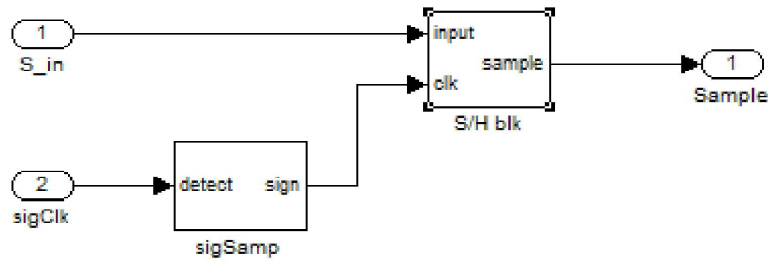 1
S_in
input
sample
clk
S/H blk
1
Sample
2
sigClk
detect
sign
sigSamp